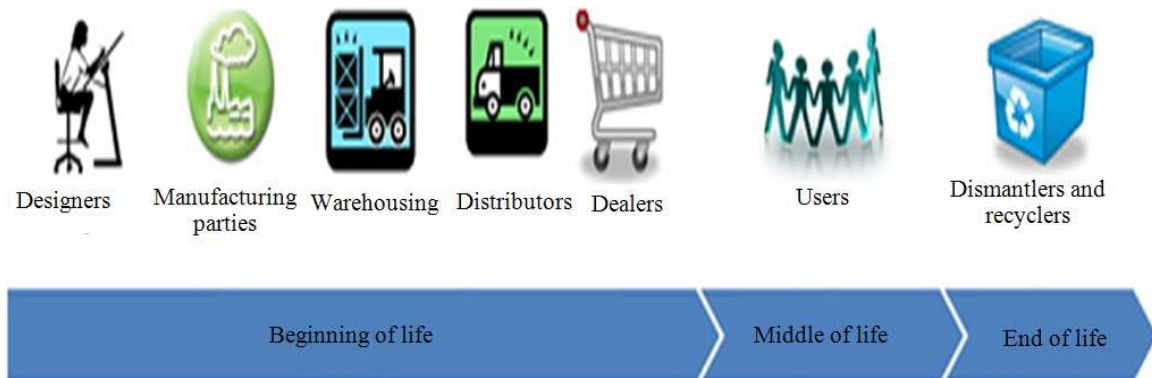 Designers
Manufacturing
parties
Warehousing
Distributors
Dealers
Users
Dismantlers and
recyclers
Beginning of life
Middle of life
End of life